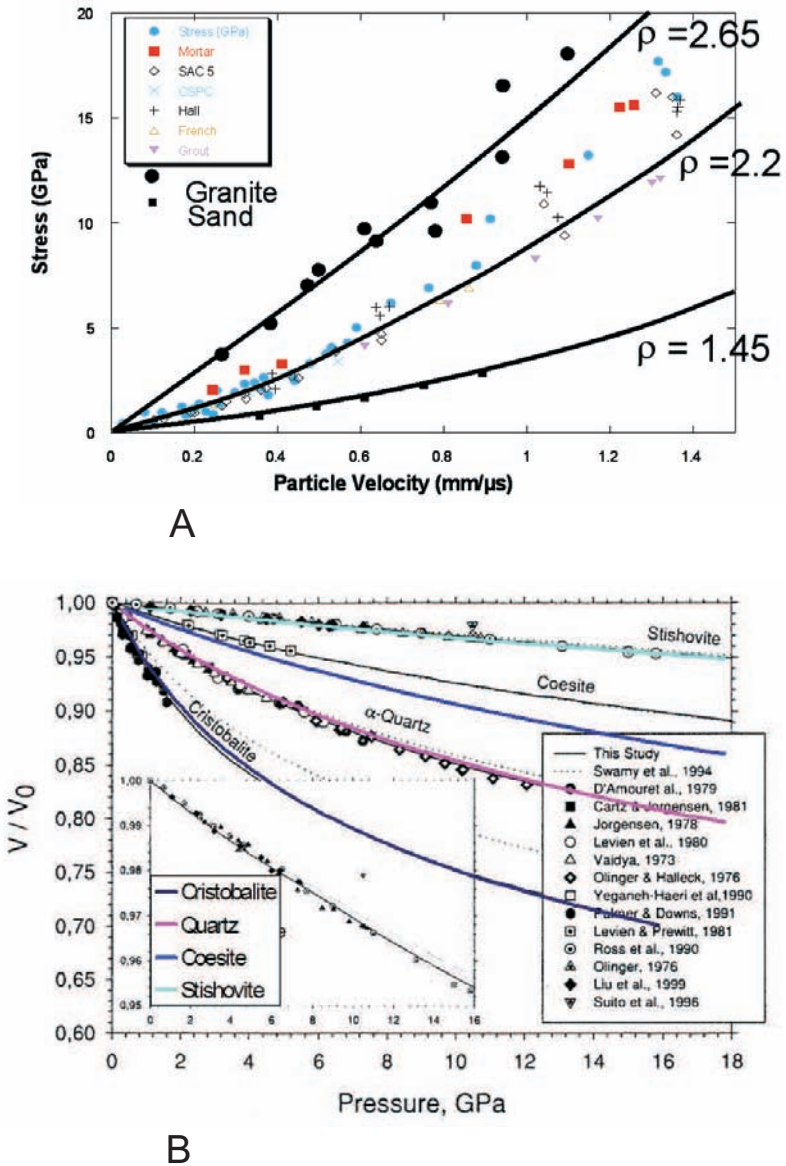 20
15
10
5
0
Stress (GPa)
Stress (GPa)
Mortar
SAC 5
CSPC
Hall
French
Grout
Granite
Sand
ρ =2.65
ρ =2.2
ρ = 1.45
0 0.2 0.4 0.6 0.8 1 1.2 1.4
Particle Velocity (mm/µs)
A
1,00
0,95
0,90
0,85
0,80
0,75
0,70
0,65
0,60
V / V0
Stishovite
Coesite
α-Quartz
Cristobalite
This Study
Swamy et al., 1994
D'Amouret et al., 1979
Cartz & Jorgensen, 1981
Jorgensen, 1978
Levien et al.. 1980
Vaidya, 1973
Olinger & Halleck, 1976
Yeganeh-Haeri et al,1990
Palmer & Downs, 1991
Levien & Prewitt, 1981
Ross et al., 1990
Olinger, 1976
Liu et al., 1999
Suito et al., 1996
1,00
0,99
0,98
0,97
0,96
0,95
Cristobalite
Quartz
Coesite
Stishovite
0 2 4 6 8 10 12 14 16
0 2 4 6 8 10 12 14 16 18
Pressure, GPa
B